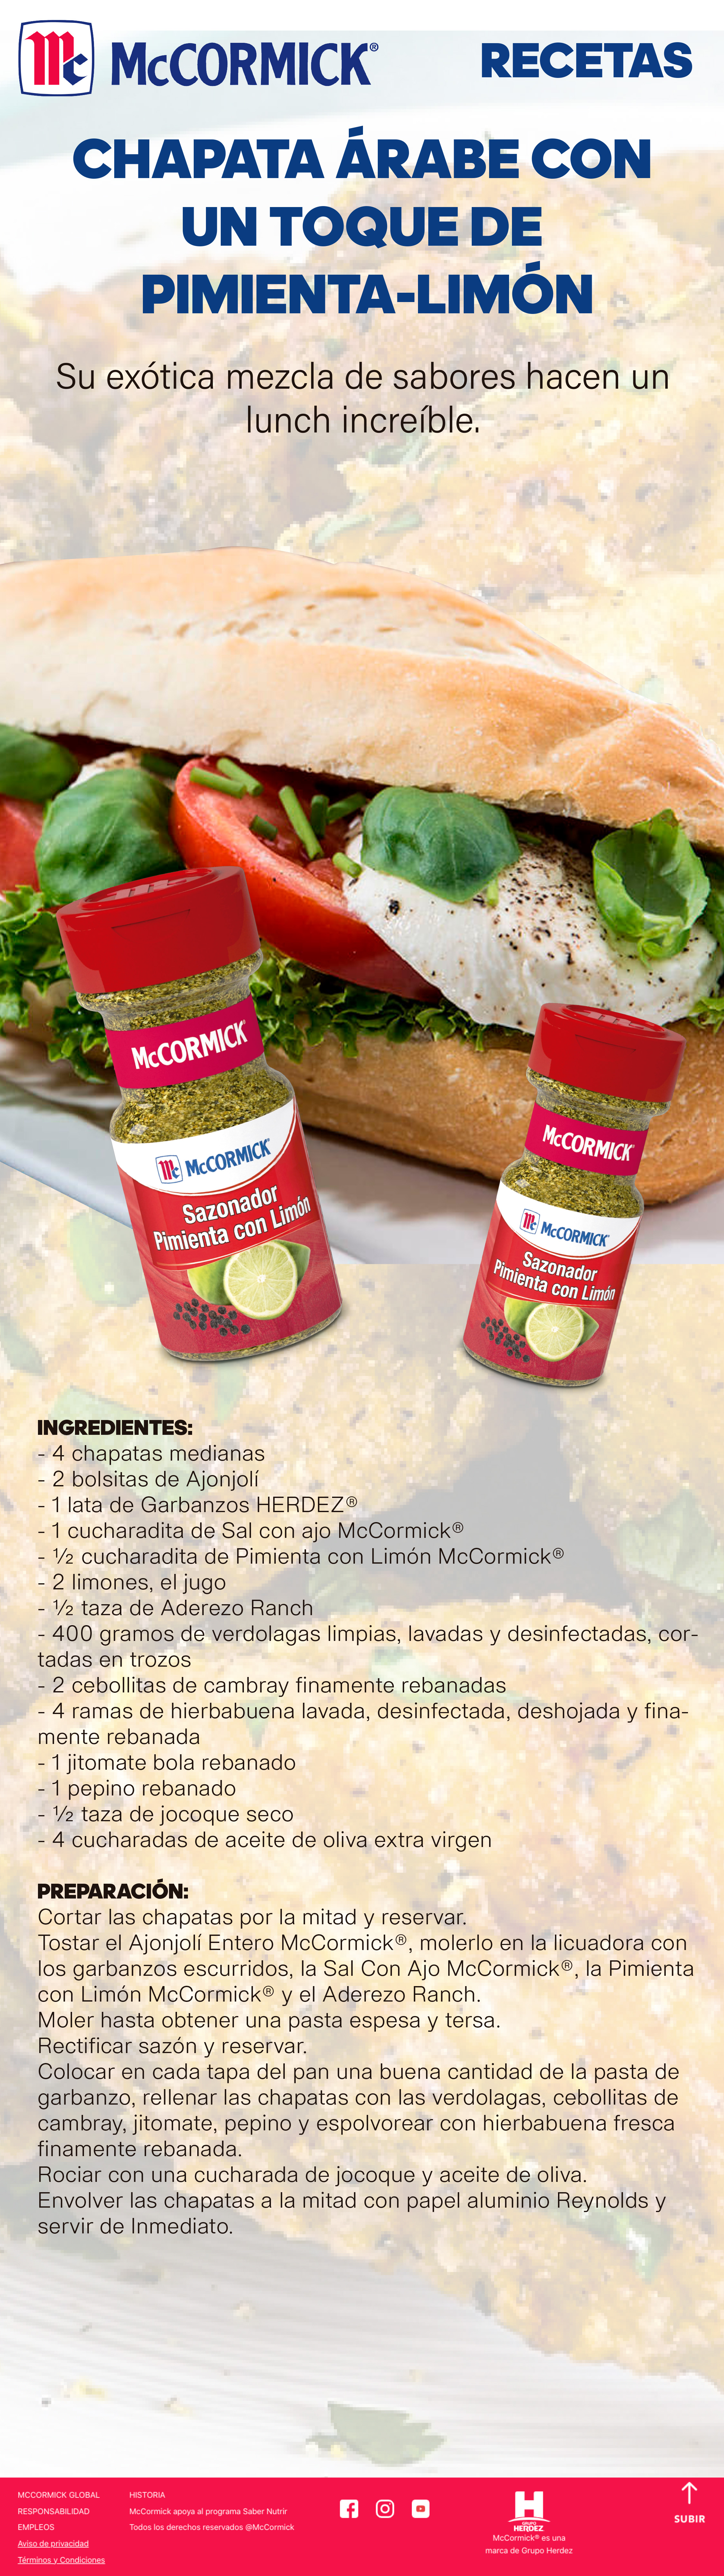 Mc McCORMICK®
RECETAS
CHAPATA ÁRABE CON
UN TOQUE DE
PIMIENTA-LIMÓN
Su exótica mezcla de sabores hacen un
lunch increíble.
McCORMICK
Mc McCORMICK
Sazonador
Pimienta con Limón
McCORMICK
Mc McCORMICK
Sazonador
Pimienta con Limón
INGREDIENTES:
- 4 chapatas medianas
- 2 bolsitas de Ajonjolí
- 1 lata de Garbanzos HERDEZ®
- 1 cucharadita de Sal con ajo McCormick®
- ½ cucharadita de Pimienta con Limón McCormick®
- 2 limones, el jugo
- ½ taza de Aderezo Ranch
- 400 gramos de verdolagas limpias, lavadas y desinfectadas, cor-
tadas en trozos
- 2 cebollitas de cambray finamente rebanadas
- 4 ramas de hierbabuena lavada, desinfectada, deshojada y fina-
mente rebanada
- 1 jitomate bola rebanado
- 1 pepino rebanado
- ½ taza de jocoque seco
- 4 cucharadas de aceite de oliva extra virgen
PREPARACIÓN:
Cortar las chapatas por la mitad y reservar.
Tostar el Ajonjolí Entero McCormick®, molerlo en la licuadora con
los garbanzos escurridos, la Sal Con Ajo McCormick®, la Pimienta
con Limón McCormick® y el Aderezo Ranch.
Moler hasta obtener una pasta espesa y tersa.
Rectificar sazón y reservar.
Colocar en cada tapa del pan una buena cantidad de la pasta de
garbanzo, rellenar las chapatas con las verdolagas, cebollitas de
cambray, jitomate, pepino y espolvorear con hierbabuena fresca
finamente rebanada.
Rociar con una cucharada de jocoque y aceite de oliva.
Envolver las chapatas a la mitad con papel aluminio Reynolds y
servir de Inmediato.
MCCORMICK GLOBAL
RESPONSABILIDAD
EMPLEOS
Aviso de privacidad
Términos y Condiciones
HISTORIA
McCormick apoya al programa Saber Nutrir
Todos los derechos reservados @McCormick
H
GRUPO
HERDEZ
McCormick® es una
marca de Grupo Herdez
SUBIR